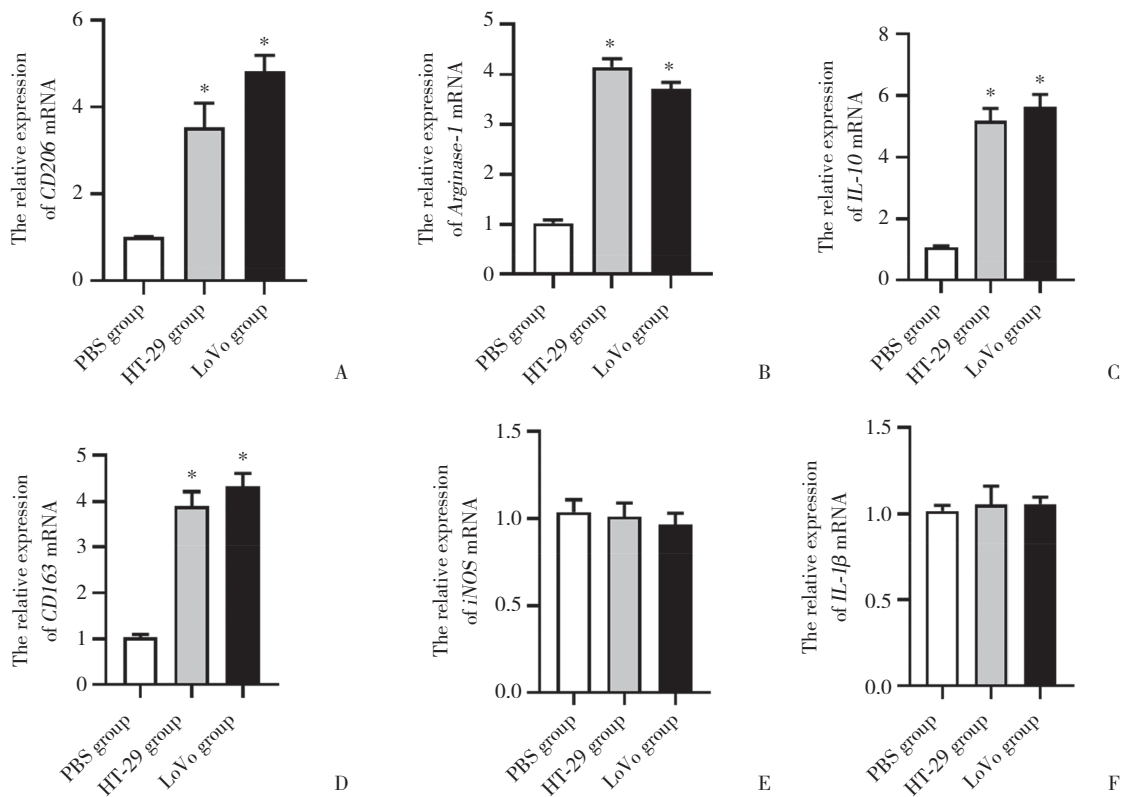 The relative expression
of CD206 mRNA
6
4
2
0
*
*
PBS group
HT-29 group
LoVo group
A
The relative expression
of Arginase-1 mRNA
5
4
3
2
1
0
*
*
PBS group
HT-29 group
LoVo group
B
The relative expression
of IL-10 mRNA
8
6
4
2
0
*
*
PBS group
HT-29 group
LoVo group
C
The relative expression
of CD163 mRNA
5
4
3
2
1
0
*
*
PBS group
HT-29 group
LoVo group
D
The relative expression
of iNOS mRNA
1.5
1.0
0.5
0.0
PBS group
HT-29 group
LoVo group
E
The relative expression
of IL-1β mRNA
1.5
1.0
0.5
0.0
PBS group
HT-29 group
LoVo group
F